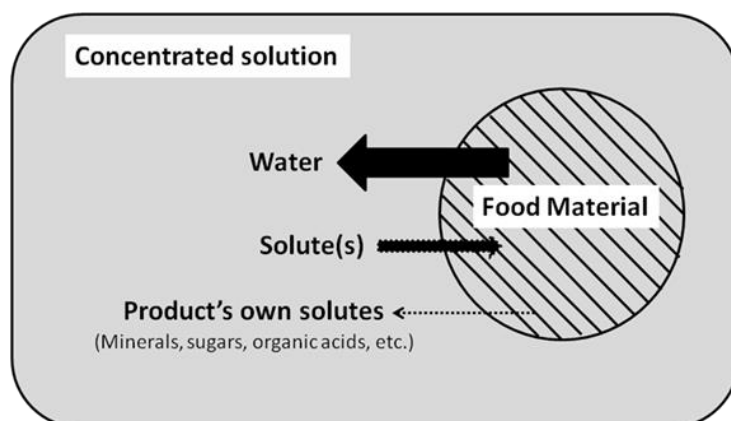 Concentrated solution
Water
Food Material
Solute(s)
Product's own solutes
(Minerals, sugars, organic acids, etc.)